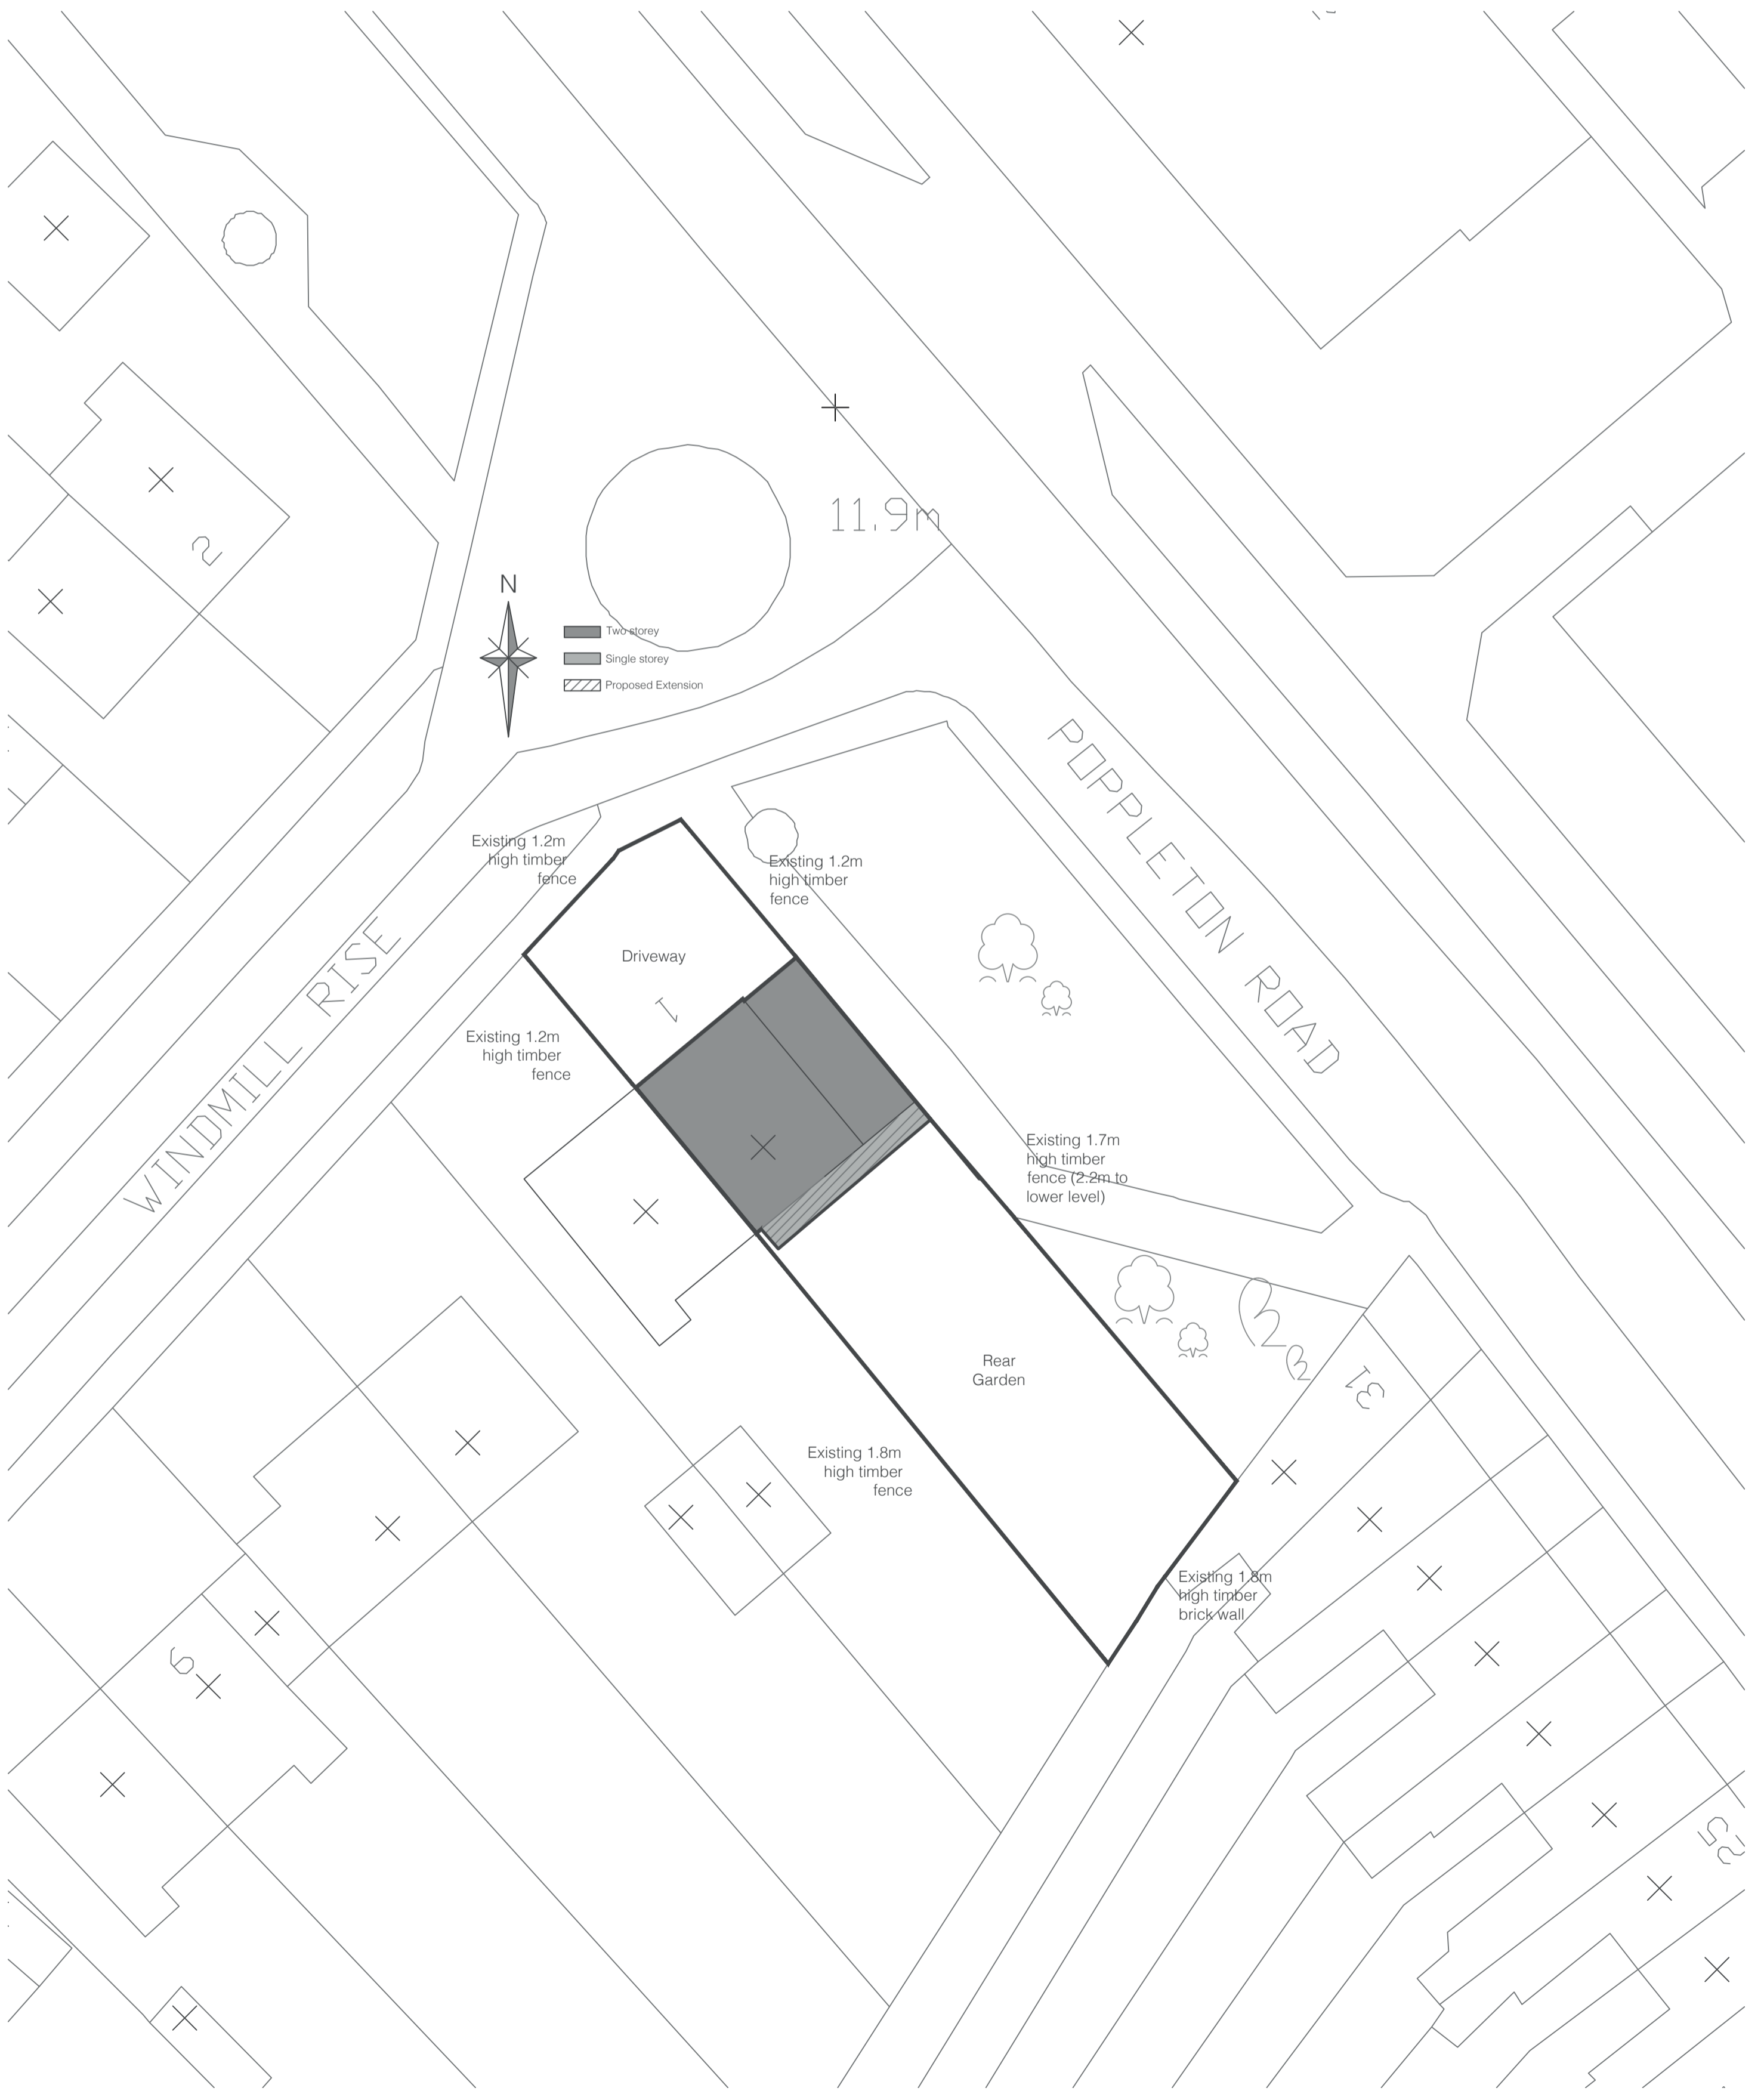 11.9m
2
N
Two storey
Single storey
Proposed Extension
POPPLETON ROAD
WINDMILL RISE
Existing 1.2m
high timber
fence
Existing 1.2m
high timber
fence
Driveway
1
Existing 1.2m
high timber
fence
Existing 1.7m
high timber
fence (2.2m to
lower level)
31
Rear
Garden
Existing 1.8m
high timber
fence
Existing 1.8m
high timber
brick wall
6
25